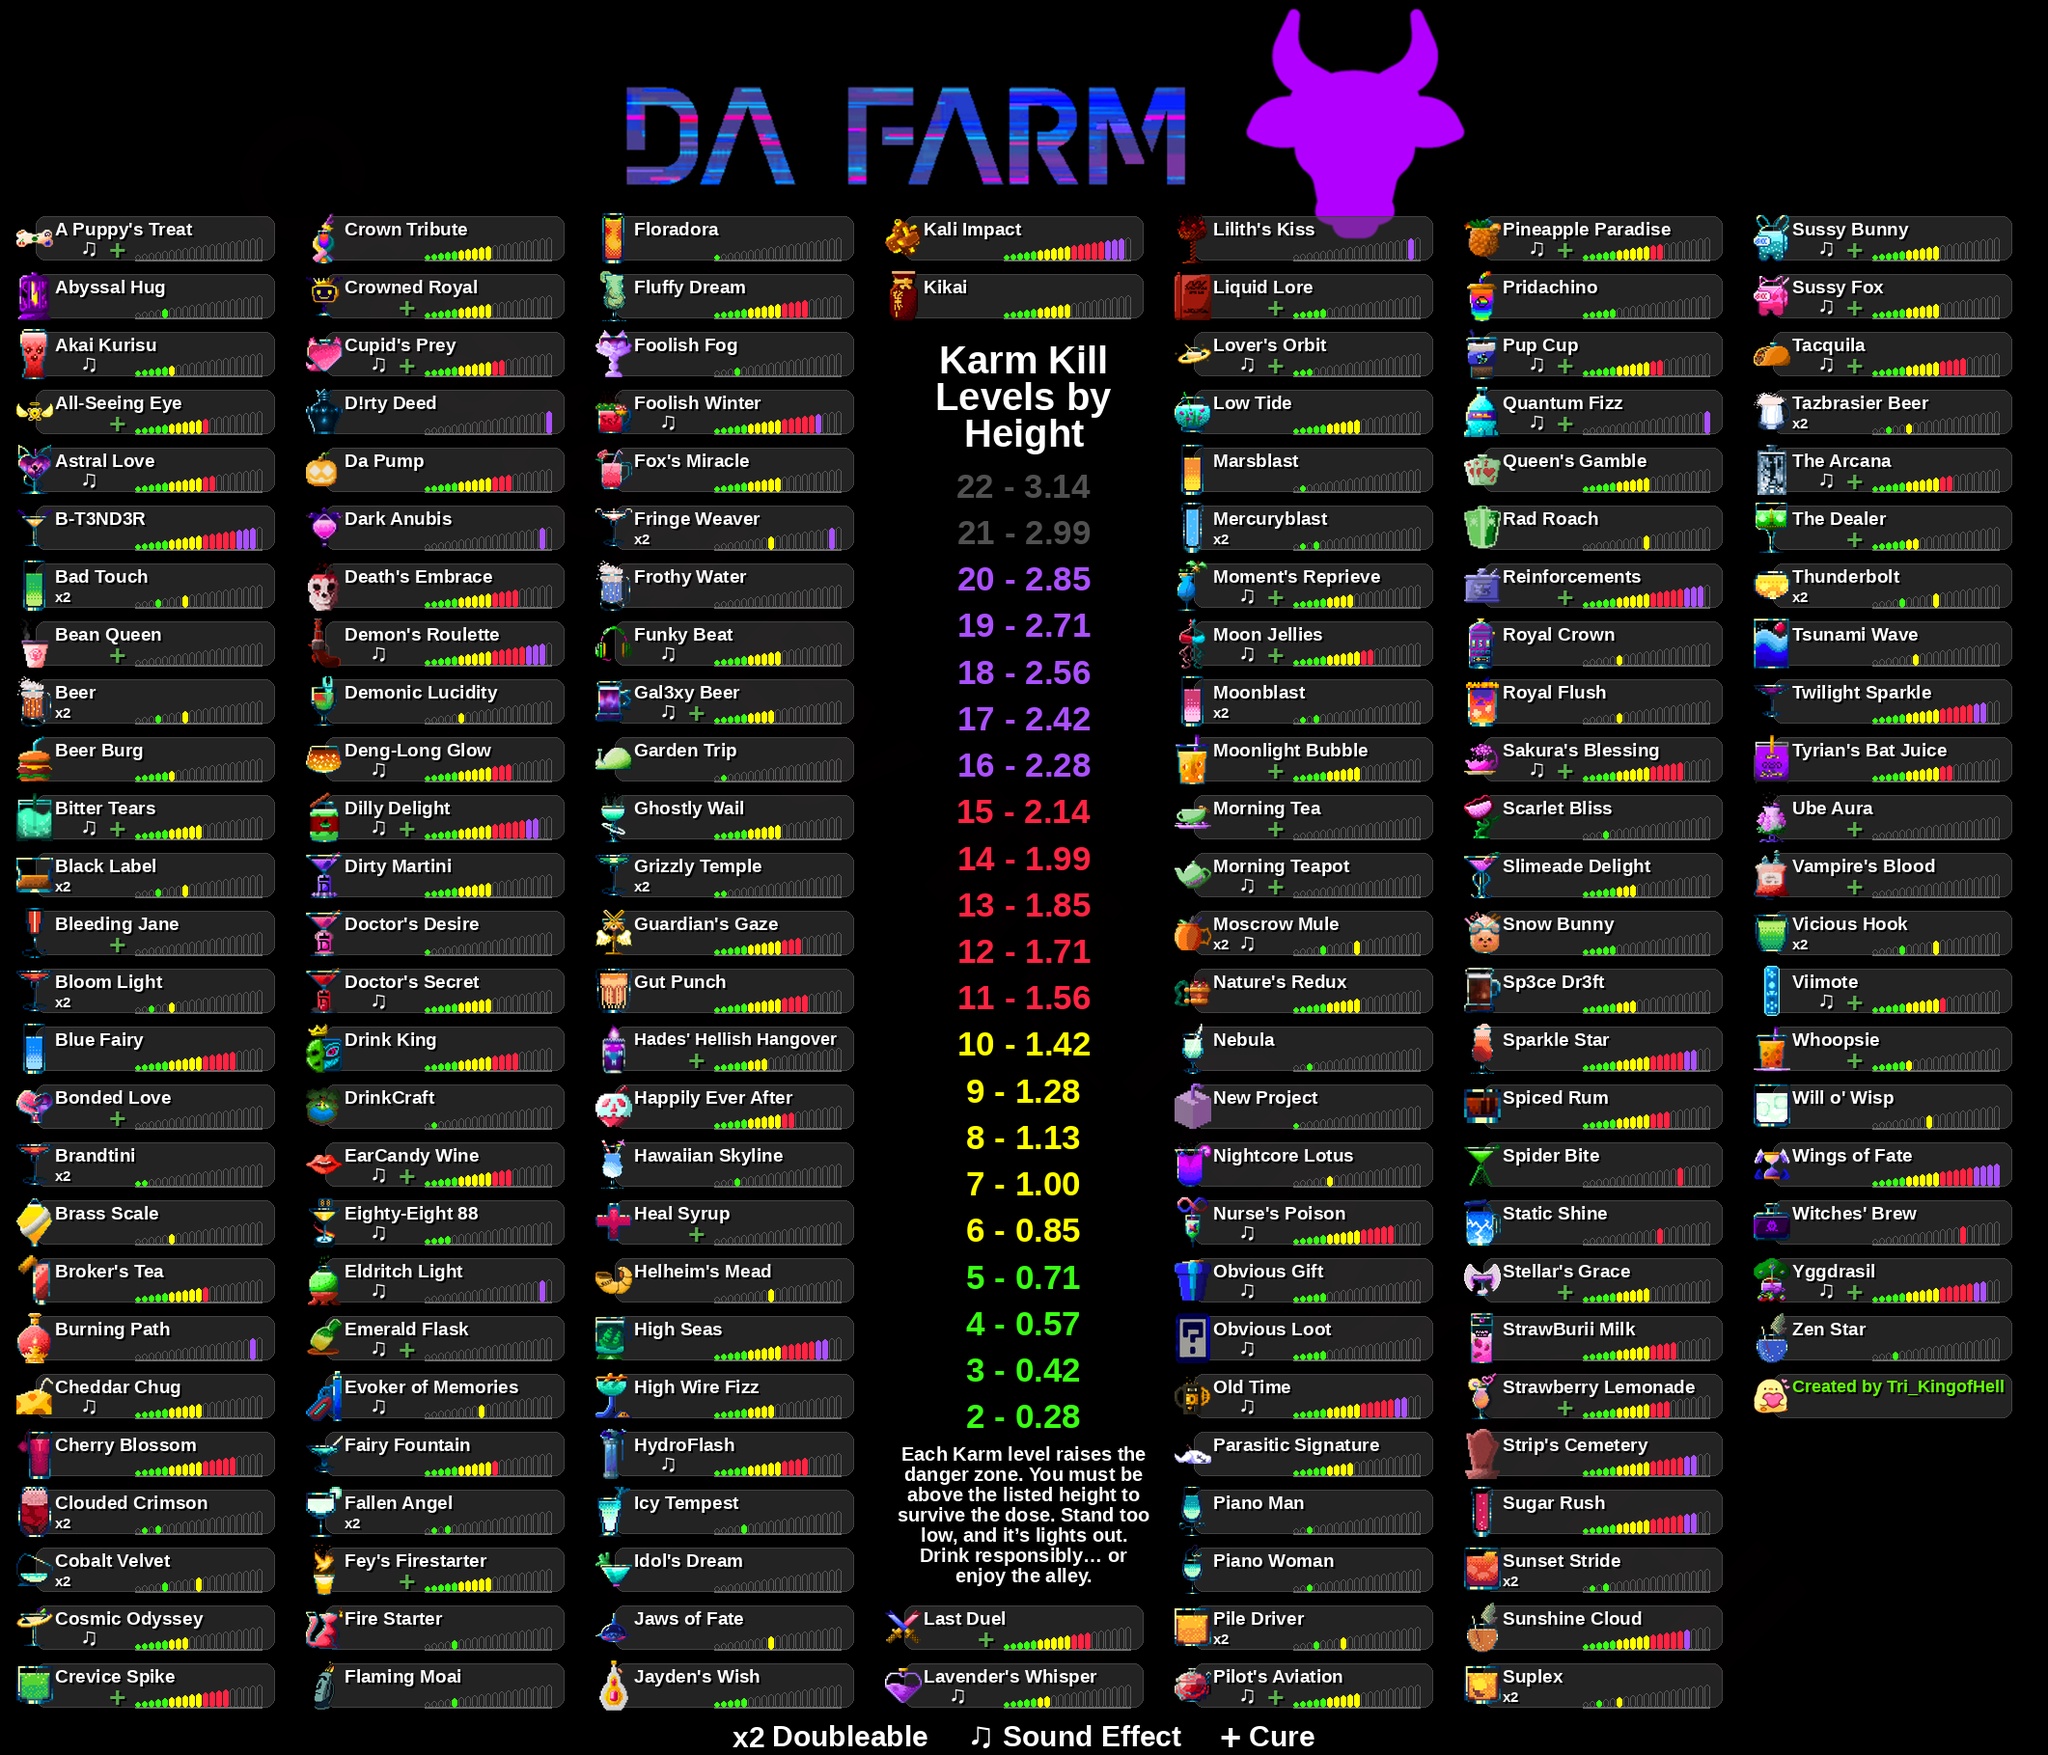 DA FARM
A Puppy's Treat
♫ +
Abyssal Hug
Akai Kurisu
♫
All-Seeing Eye
+
Astral Love
♫
B-T3ND3R
Bad Touch
x2
Bean Queen
+
Beer
x2
Beer Burg
Bitter Tears
♫ +
Black Label
x2
Bleeding Jane
+
Bloom Light
x2
Blue Fairy
Bonded Love
+
Brandtini
x2
Brass Scale
Broker's Tea
Burning Path
Cheddar Chug
♫
Cherry Blossom
Clouded Crimson
x2
Cobalt Velvet
x2
Cosmic Odyssey
♫
Crevice Spike
+
Crown Tribute
Crowned Royal
+
Cupid's Prey
♫ +
D!rty Deed
Da Pump
Dark Anubis
Death's Embrace
Demon's Roulette
♫
Demonic Lucidity
Deng-Long Glow
♫
Dilly Delight
♫ +
Dirty Martini
Doctor's Desire
Doctor's Secret
♫
Drink King
DrinkCraft
EarCandy Wine
♫ +
Eighty-Eight 88
♫
Eldritch Light
♫
Emerald Flask
♫ +
Evoker of Memories
Fairy Fountain
Fallen Angel
x2
Fey's Firestarter
+
Fire Starter
Flaming Moai
Floradora
Fluffy Dream
Foolish Fog
Foolish Winter
♫
Fox's Miracle
Fringe Weaver
x2
Frothy Water
Funky Beat
♫
Gal3xy Beer
♫ +
Garden Trip
Ghostly Wail
Grizzly Temple
x2
Guardian's Gaze
Gut Punch
Hades' Hellish Hangover
+
Happily Ever After
Hawaiian Skyline
Heal Syrup
+
Helheim's Mead
High Seas
High Wire Fizz
HydroFlash
♫
Icy Tempest
Idol's Dream
Jaws of Fate
Jayden's Wish
Kali Impact
Kikai
Karm Kill
Levels by
Height
22 - 3.14
21 - 2.99
20 - 2.85
19 - 2.71
18 - 2.56
17 - 2.42
16 - 2.28
15 - 2.14
14 - 1.99
13 - 1.85
12 - 1.71
11 - 1.56
10 - 1.42
9 - 1.28
8 - 1.13
7 - 1.00
6 - 0.85
5 - 0.71
4 - 0.57
3 - 0.42
2 - 0.28
Each Karm level raises the
danger zone. You must be
above the listed height to
survive the dose. Stand too
low, and it’s lights out.
Drink responsibly… or
enjoy the alley.
Last Duel
+
Lavender's Whisper
♫
Lilith's Kiss
Liquid Lore
+
Lover's Orbit
♫ +
Low Tide
Marsblast
Mercuryblast
x2
Moment's Reprieve
♫ +
Moon Jellies
♫ +
Moonblast
x2
Moonlight Bubble
+
Morning Tea
+
Morning Teapot
♫ +
Moscrow Mule
x2 ♫
Nature's Redux
Nebula
New Project
Nightcore Lotus
Nurse's Poison
♫
Obvious Gift
♫
Obvious Loot
♫
Old Time
♫
Parasitic Signature
Piano Man
Piano Woman
Pile Driver
x2
Pilot's Aviation
♫ +
Pineapple Paradise
♫ +
Pridachino
Pup Cup
♫ +
Quantum Fizz
♫ +
Queen's Gamble
Rad Roach
Reinforcements
+
Royal Crown
Royal Flush
Sakura's Blessing
♫ +
Scarlet Bliss
Slimeade Delight
Snow Bunny
Sp3ce Dr3ft
Sparkle Star
Spiced Rum
Spider Bite
Static Shine
Stellar's Grace
+
StrawBurii Milk
Strawberry Lemonade
+
Strip's Cemetery
Sugar Rush
Sunset Stride
x2
Sunshine Cloud
Suplex
x2
Sussy Bunny
♫ +
Sussy Fox
♫ +
Tacquila
♫ +
Tazbrasier Beer
x2
The Arcana
♫ +
The Dealer
+
Thunderbolt
x2
Tsunami Wave
Twilight Sparkle
Tyrian's Bat Juice
Ube Aura
+
Vampire's Blood
+
Vicious Hook
x2
Viimote
♫ +
Whoopsie
+
Will o' Wisp
Wings of Fate
Witches' Brew
Yggdrasil
♫ +
Zen Star
Created by Tri_KingofHell
x2 Doubleable ♫ Sound Effect + Cure